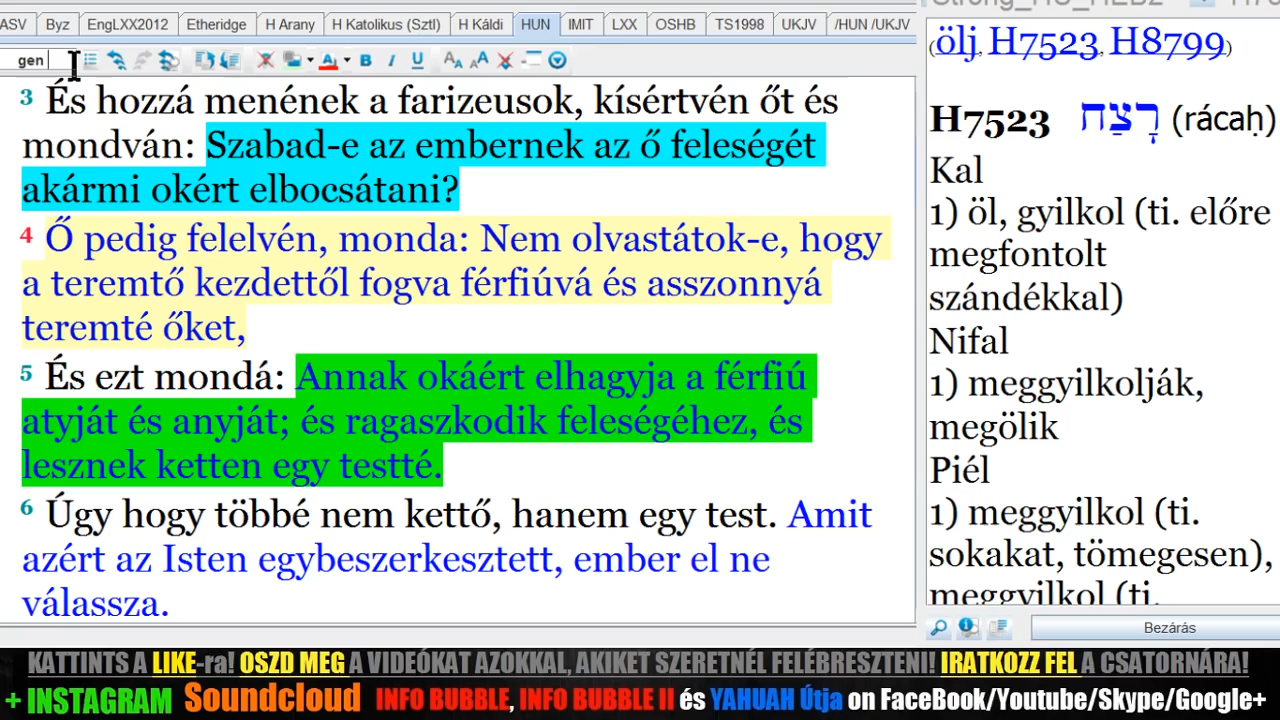 ASV Byz EngLXX2012 Etheridge H Arany H Katolikus (SztI) H Káldi HUN IMIT LXX OSHB TS1998 UKJV /HUN /UKJV
gen
3 És hozzá menének a farizeusok, kísértvén őt és
mondván: Szabad-e az embernek az ő feleségét
akármi okért elbocsátani?
4 Ő pedig felelvén, monda: Nem olvastátok-e, hogy
a teremtő kezdettől fogva férfiúvá és asszonnyá
teremté őket,
5 És ezt mondá: Annak okáért elhagyja a férfiú
atyját és anyját; és ragaszkodik feleségéhez, és
lesznek ketten egy testté.
6 Úgy hogy többé nem kettő, hanem egy test. Amit
azért az Isten egybeszerkesztett, ember el ne
válassza.
(ölj, H7523, H8799)
H7523 רָצַח (rácaḥ)
Kal
1) öl, gyilkol (ti. előre
megfontolt
szándékkal)
Nifal
1) meggyilkolják,
megölik
Piél
1) meggyilkol (ti.
sokakat, tömegesen),
meggyilkol (ti.
Bezárás
KATTINTS A LIKE-ra! OSZD MEG A VIDEÓKAT AZOKKAL, AKIKET SZERETNÉL FELÉBRESZTENI! IRATKOZZ FEL A CSATORNÁRA!
+ INSTAGRAM Soundcloud INFO BUBBLE, INFO BUBBLE II és YAHUAH Útja on FaceBook/Youtube/Skype/Google+